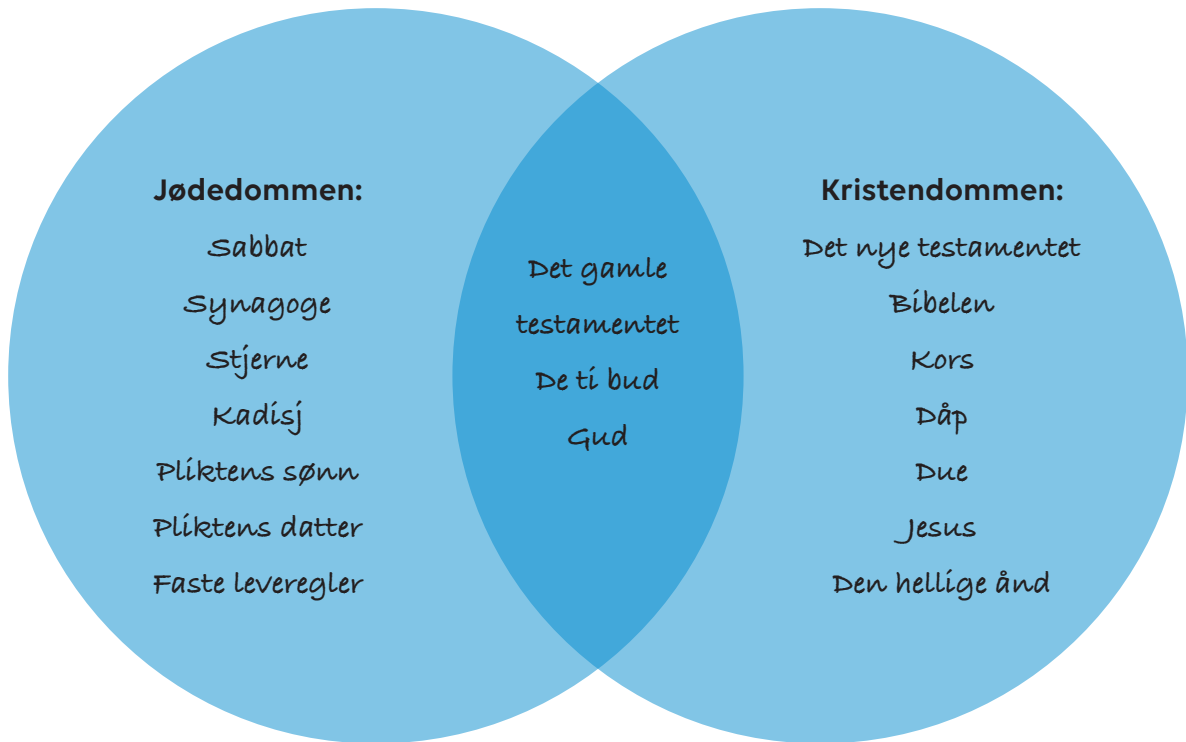 Jødedommen:
Sabbat
Synagoge
Stjerne
Kadisj
Pliktens sønn
Pliktens datter
Faste leveregler
Det gamle
testamentet
De ti bud
Gud
Kristendommen:
Det nye testamentet
Bibelen
Kors
Dåp
Due
Jesus
Den hellige ånd